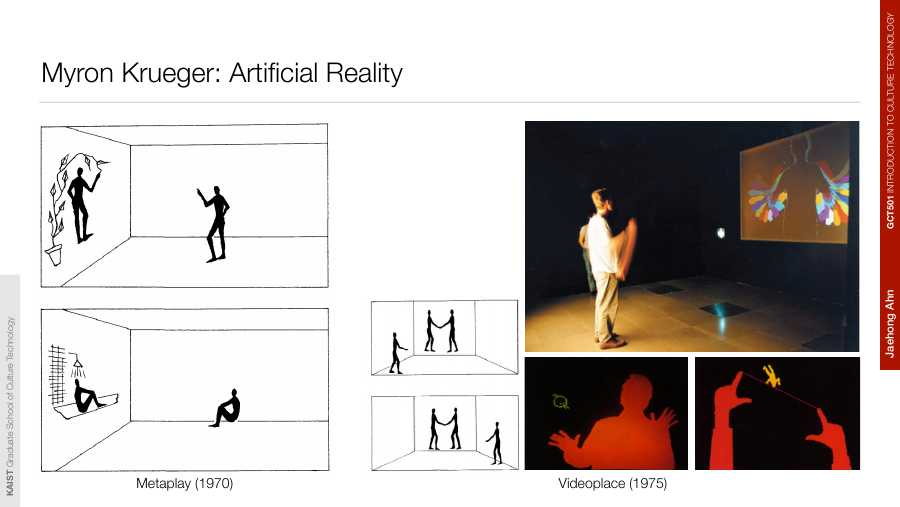 Myron Krueger: Artificial Reality
Metaplay (1970)
Videoplace (1975)
KAIST Graduate School of Culture Technology
Jaehong Ahn
GCT501 INTRODUCTION TO CULTURE TECHNOLOGY